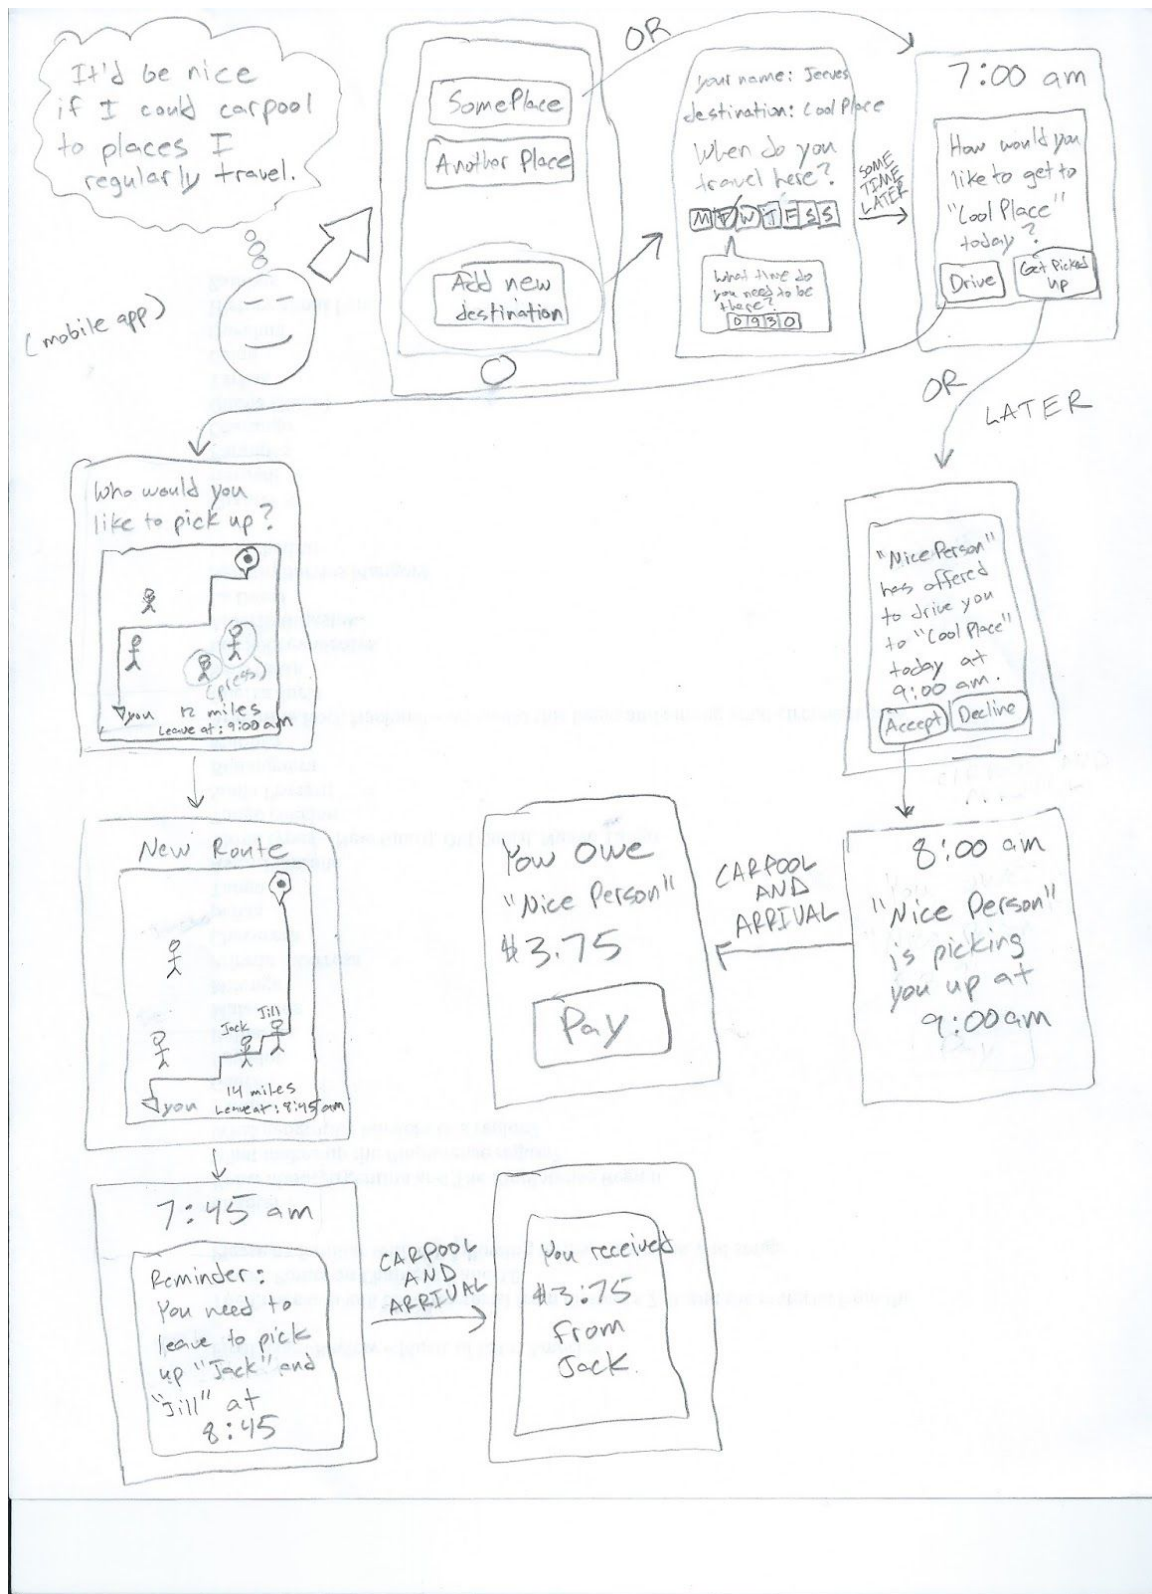 It'd be nice
if I could carpool
to places I
regularly travel.
(mobile app)
Some Place
Another Place
Add new
destination
OR
your name: Jeeves
destination: Cool Place
When do you
travel here?
M T W T F S S
What time do
you need to be
there?
0930
SOME
TIME
LATER
7:00 am
How would you
like to get to
"Cool Place"
today?
Drive
Get Picked
Up
OR
LATER
Who would you
like to pick up?
(press)
you
12 miles
Leave at: 9:00 am
"Nice Person"
has offered
to drive you
to "Cool Place"
today at
9:00 am.
Accept
Decline
New Route
Jack
Jill
you
14 miles
Leave at: 8:45 am
You Owe
"Nice Person"
$3.75
Pay
CARPOOL
AND
ARRIVAL
8:00 am
"Nice Person"
is picking
you up at
9:00am
7:45 am
Reminder:
You need to
leave to pick
up "Jack" and
"Jill" at
8:45
CARPOOL
AND
ARRIVAL
You received
$3.75
from
Jack.